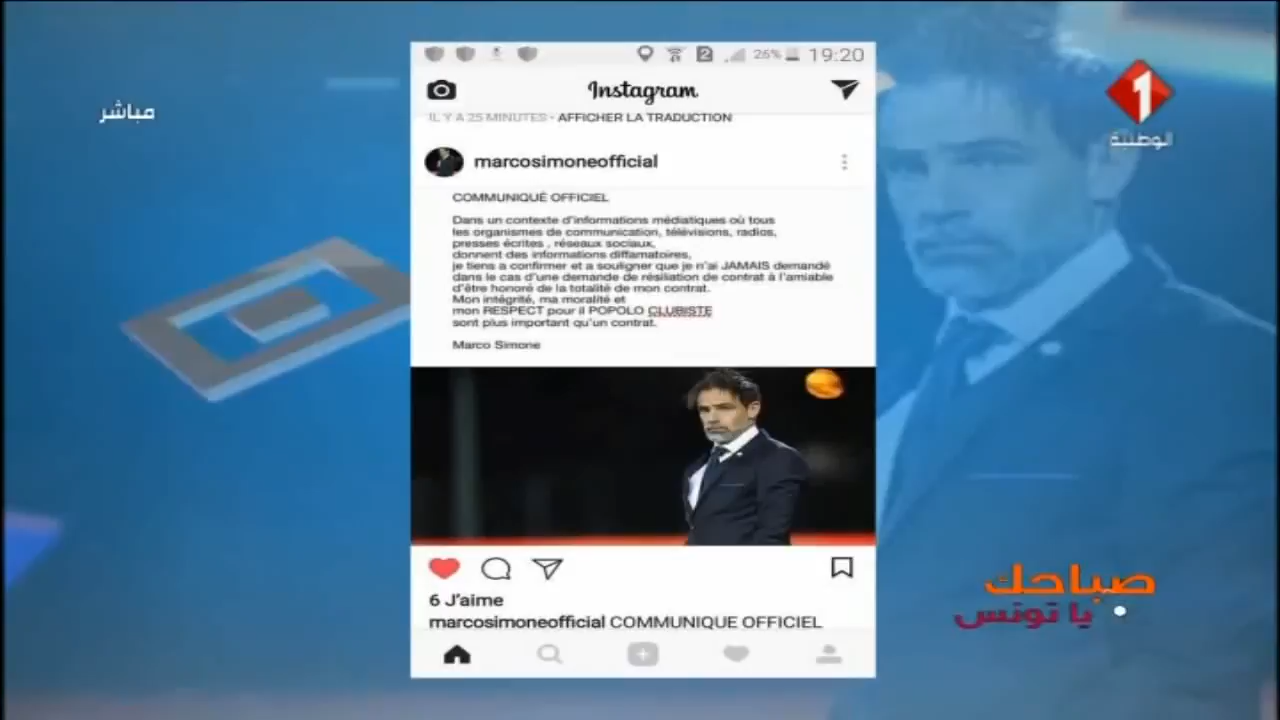 26% 19:20
Instagram
IL Y A 25 MINUTES - AFFICHER LA TRADUCTION
مباشر
1
الوطنية
marcosimoneofficial
COMMUNIQUÉ OFFICIEL
Dans un contexte d'informations médiatiques où tous
les organismes de communication, télévisions, radios,
presses écrites , réseaux sociaux,
donnent des informations diffamatoires,
je tiens a confirmer et a souligner que je n'ai JAMAIS demandé
dans le cas d'une demande de résiliation de contrat à l'amiable
d'être honoré de la totalité de mon contrat.
Mon intégrité, ma moralité et
mon RESPECT pour il POPOLO CLUBISTE
sont plus important qu'un contrat.
Marco Simone
6 J'aime
marcosimoneofficial COMMUNIQUE OFFICIEL
صباحك
يا تونس